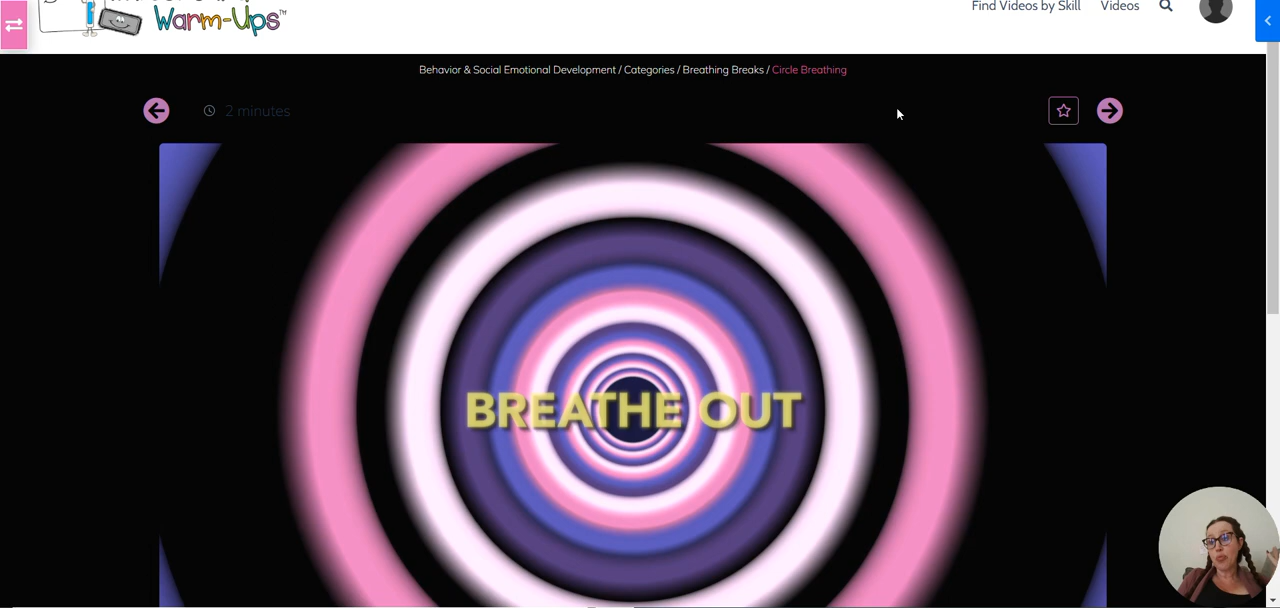 Warm-Ups™
Find Videos by Skill Videos
Behavior & Social Emotional Development / Categories / Breathing Breaks / Circle Breathing
2 minutes
BREATHE OUT